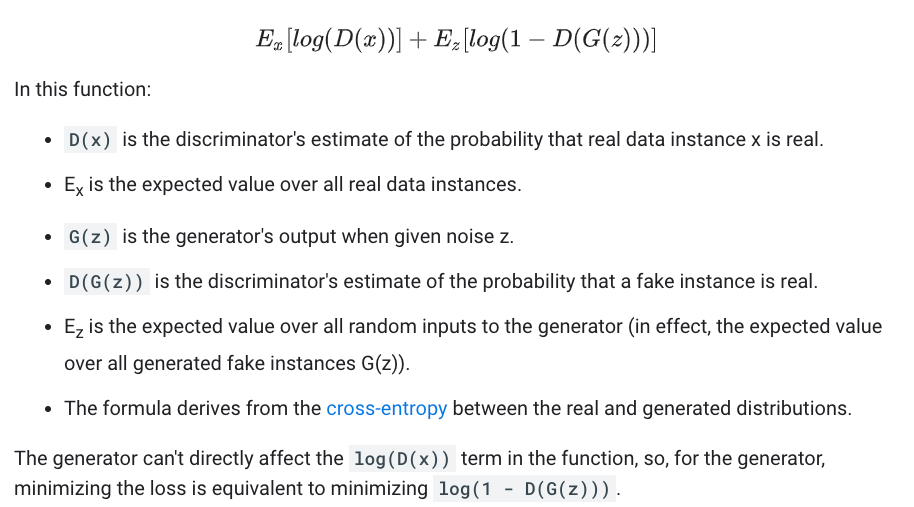 E_x[log(D(x))] + E_z[log(1 − D(G(z)))]
In this function:
• D(x) is the discriminator's estimate of the probability that real data instance x is real.
• E_x is the expected value over all real data instances.
• G(z) is the generator's output when given noise z.
• D(G(z)) is the discriminator's estimate of the probability that a fake instance is real.
• E_z is the expected value over all random inputs to the generator (in effect, the expected value
over all generated fake instances G(z)).
• The formula derives from the cross-entropy between the real and generated distributions.
The generator can't directly affect the log(D(x)) term in the function, so, for the generator,
minimizing the loss is equivalent to minimizing log(1 - D(G(z))) .